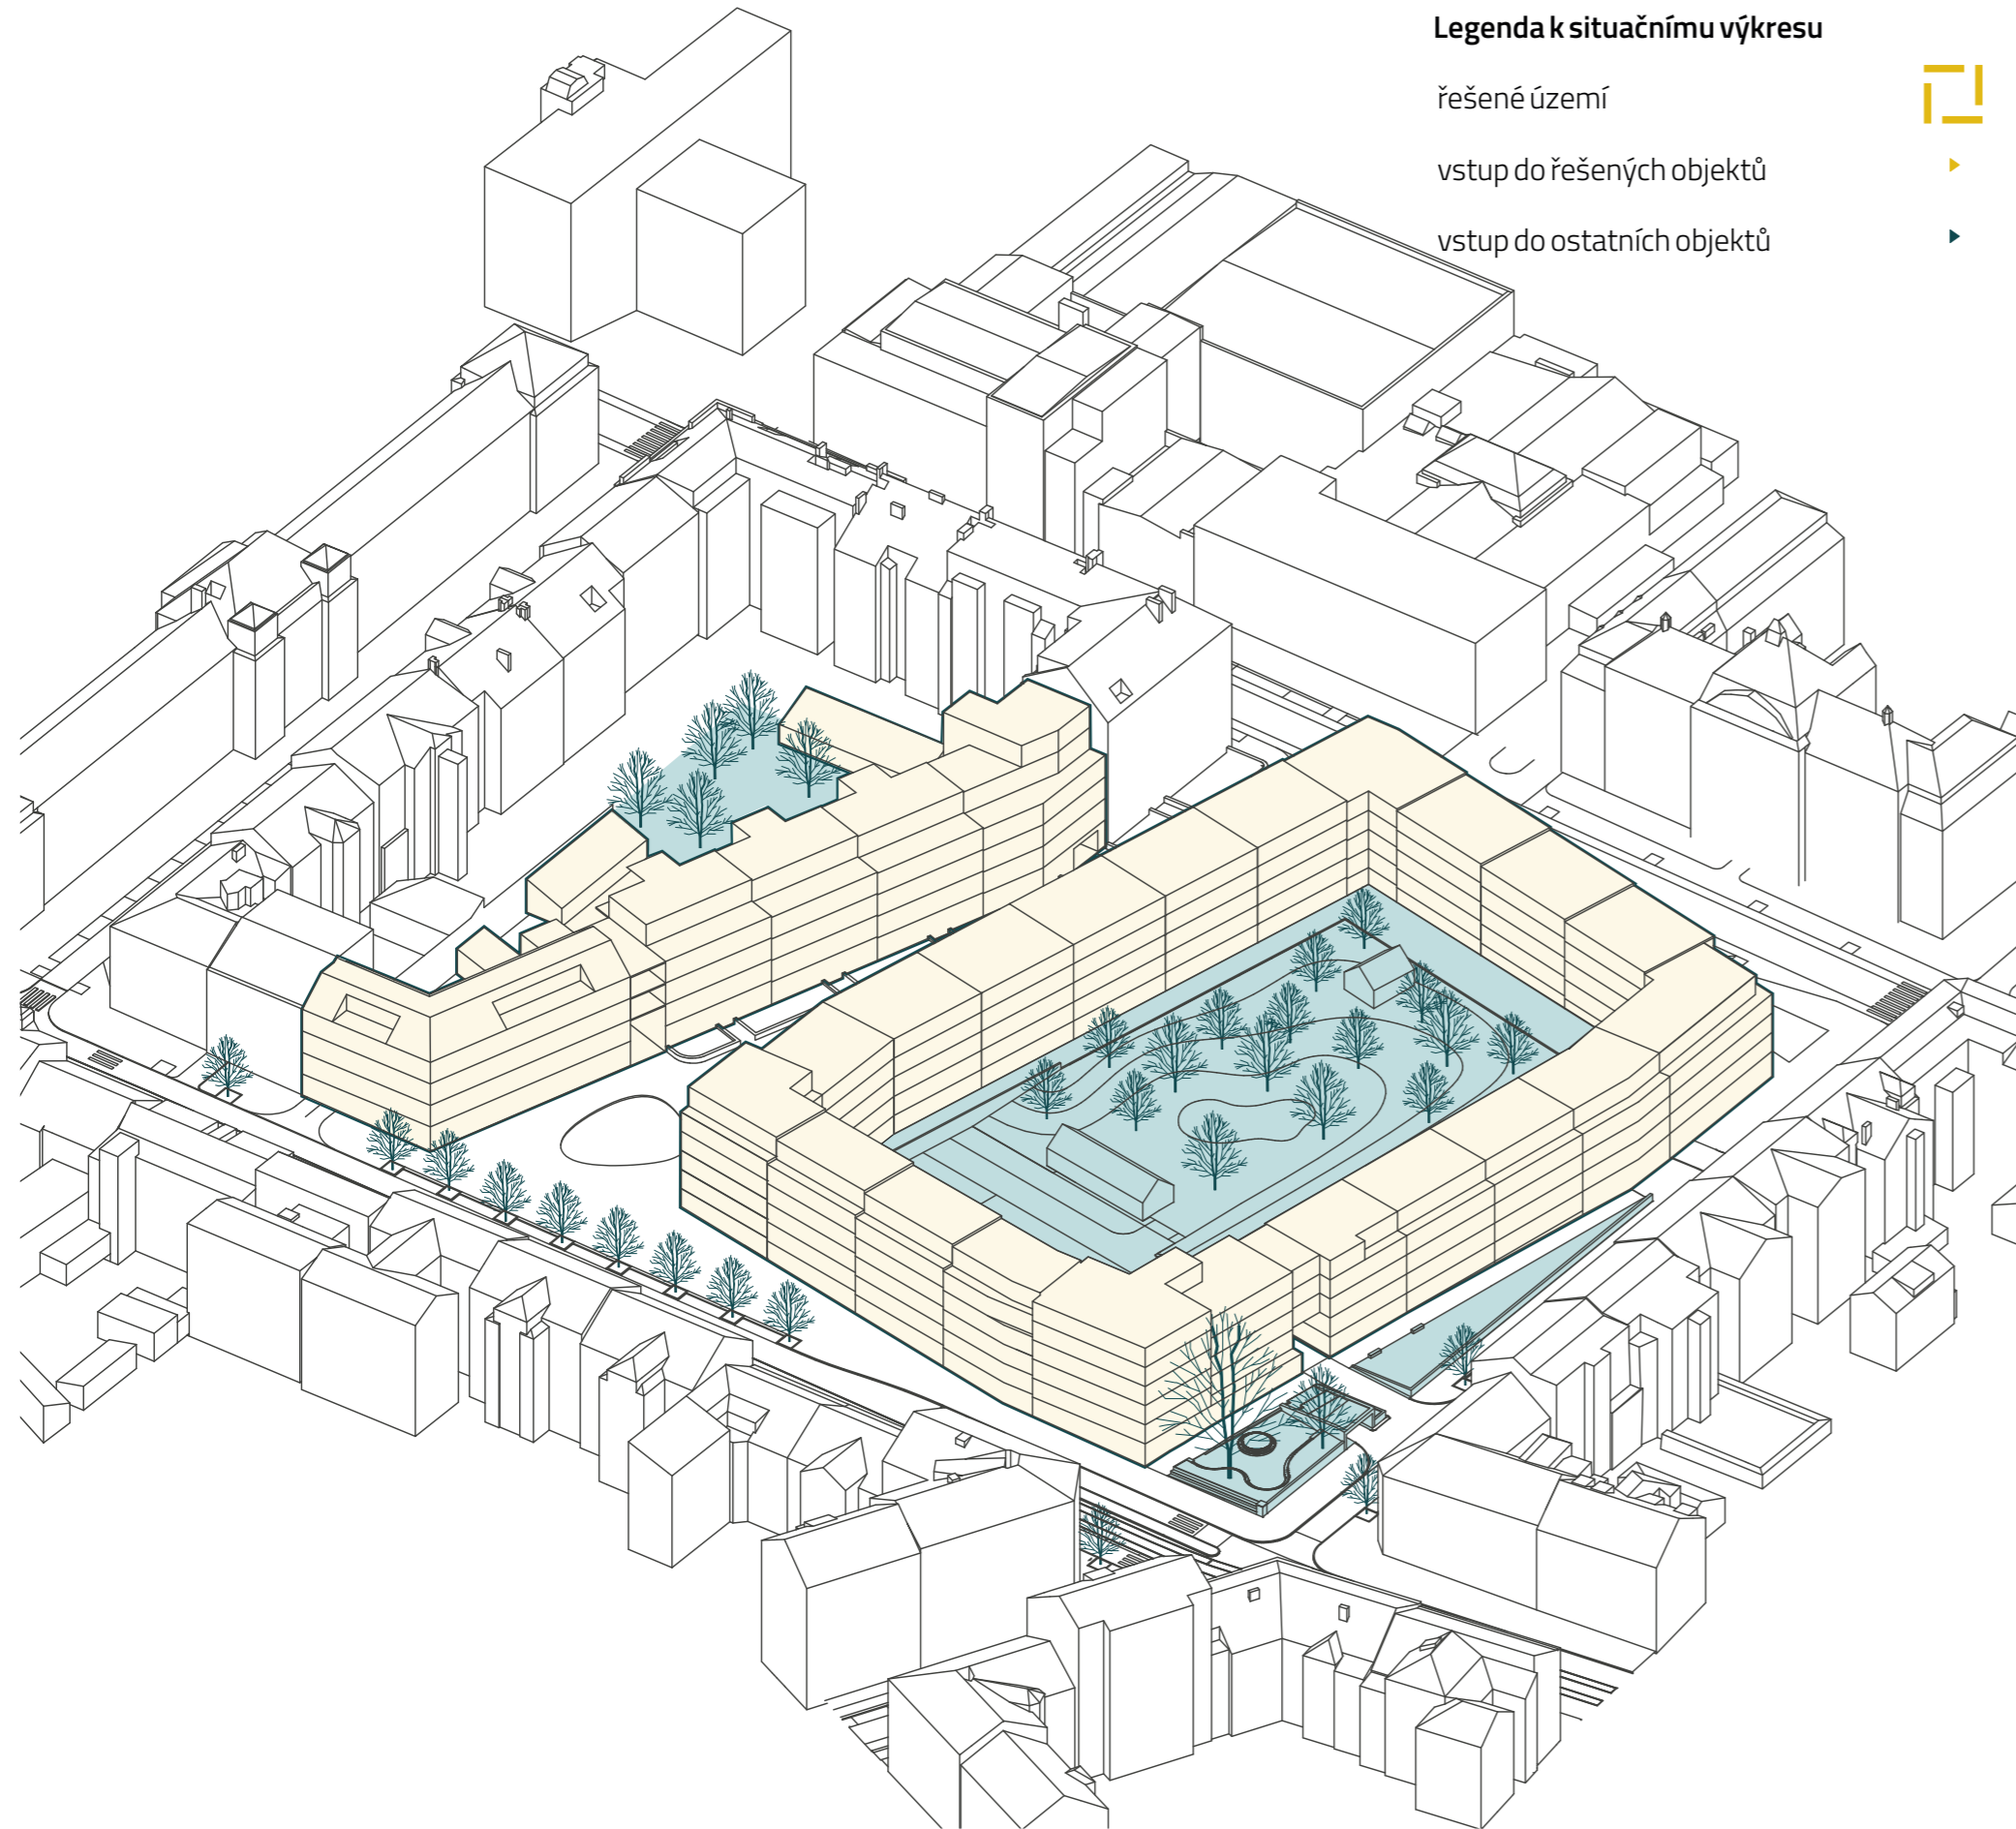 Legenda k situačnímu výkresu
řešené území
vstup do řešených objektů
vstup do ostatních objektů